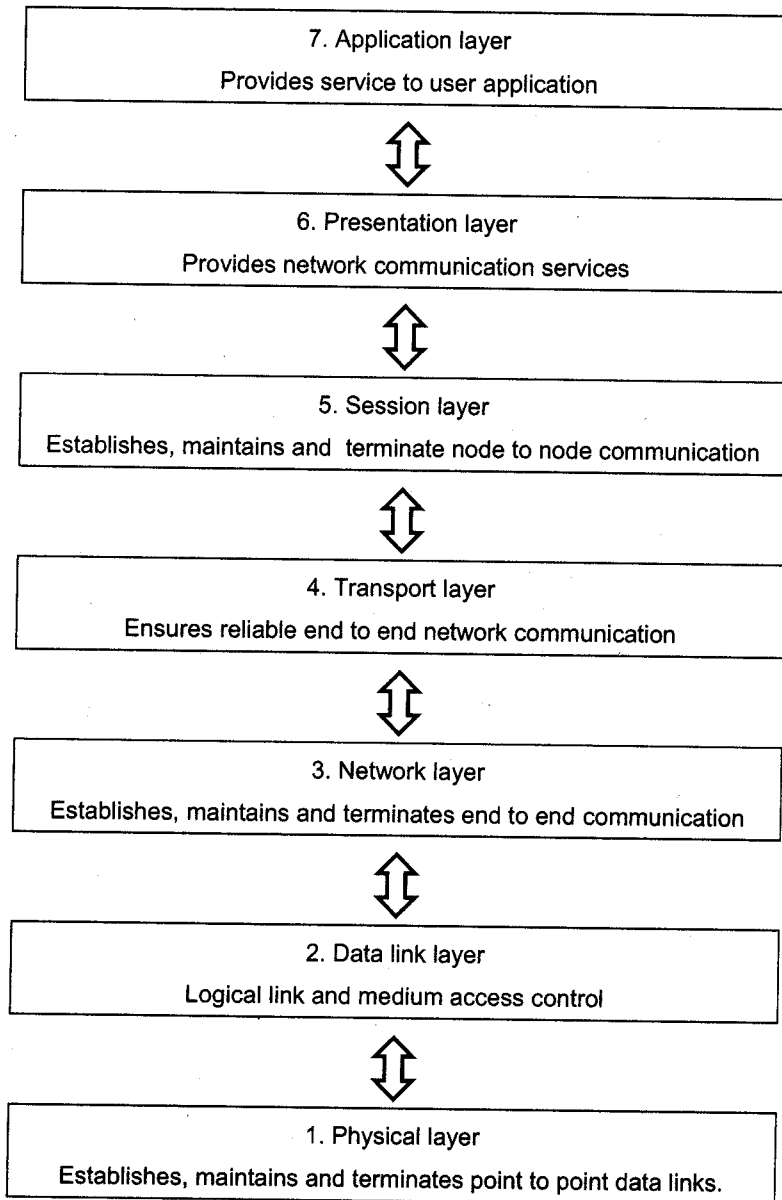 7. Application layer
Provides service to user application
6. Presentation layer
Provides network communication services
5. Session layer
Establishes, maintains and terminate node to node communication
4. Transport layer
Ensures reliable end to end network communication
3. Network layer
Establishes, maintains and terminates end to end communication
2. Data link layer
Logical link and medium access control
1. Physical layer
Establishes, maintains and terminates point to point data links.